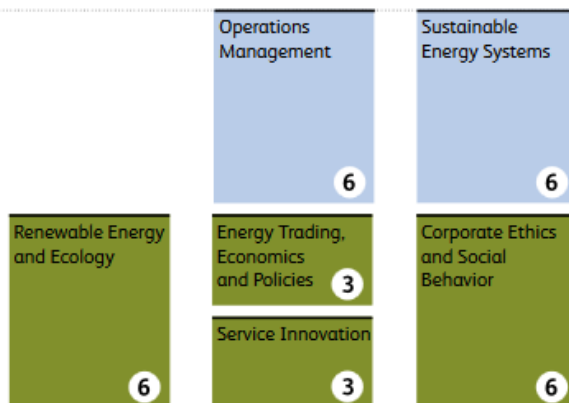 Operations
Management
6
Sustainable
Energy Systems
6
Renewable Energy
and Ecology
6
Energy Trading,
Economics
and Policies
3
Service Innovation
3
Corporate Ethics
and Social
Behavior
6